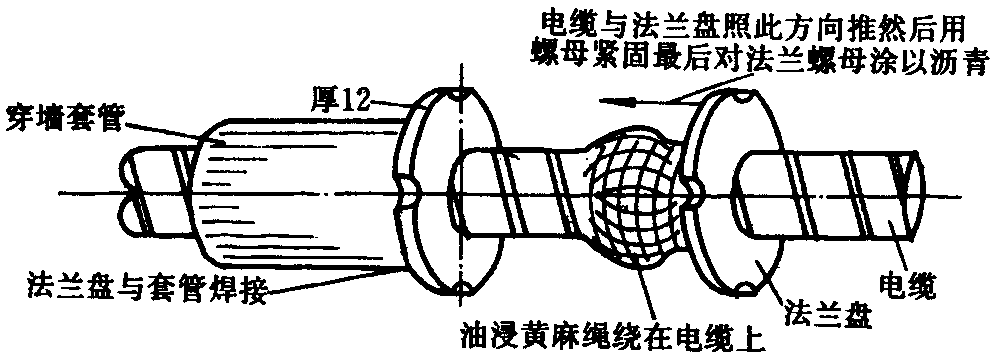 电缆与法兰盘照此方向推然后用
螺母紧固最后对法兰螺母涂以沥青
厚12
穿墙套管
法兰盘与套管焊接
电缆
法兰盘
油浸黄麻绳绕在电缆上